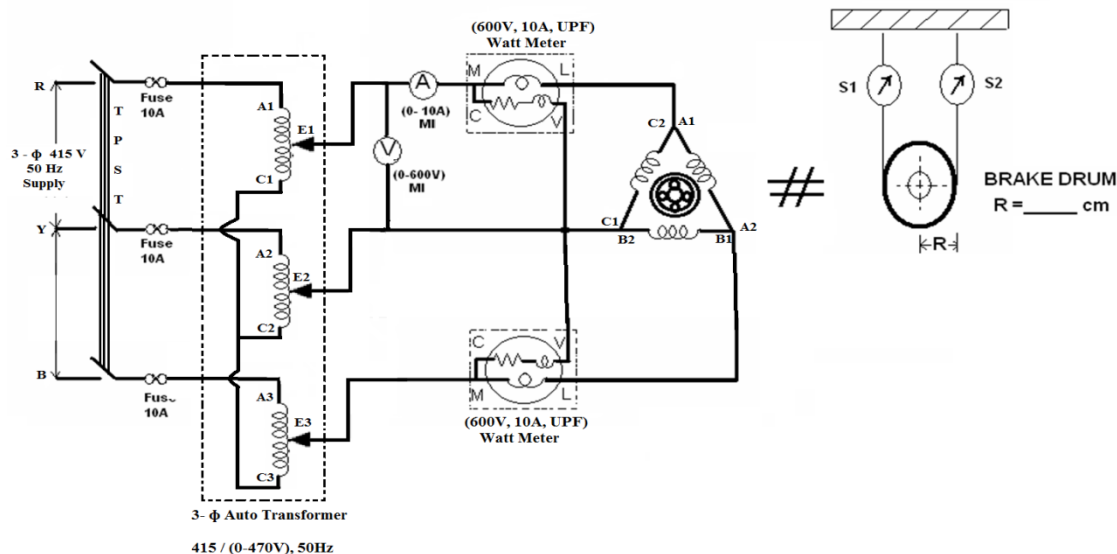 (600V, 10A, UPF)
Watt Meter
M
L
C
V
A
(0- 10A)
MI
V
(0-600V)
MI
R
Fuse
10A
T
P
S
T
A1
E1
C1
3 - ф 415 V
50 Hz
Supply
Y
Fuse
10A
A2
E2
C2
B
Fuse
10A
A3
E3
C3
3- ф Auto Transformer
415 / (0-470V), 50Hz
C2
A1
C1
B2
B1
A2
C
V
M
L
(600V, 10A, UPF)
Watt Meter
S1
S2
BRAKE DRUM
R = _____ cm
R